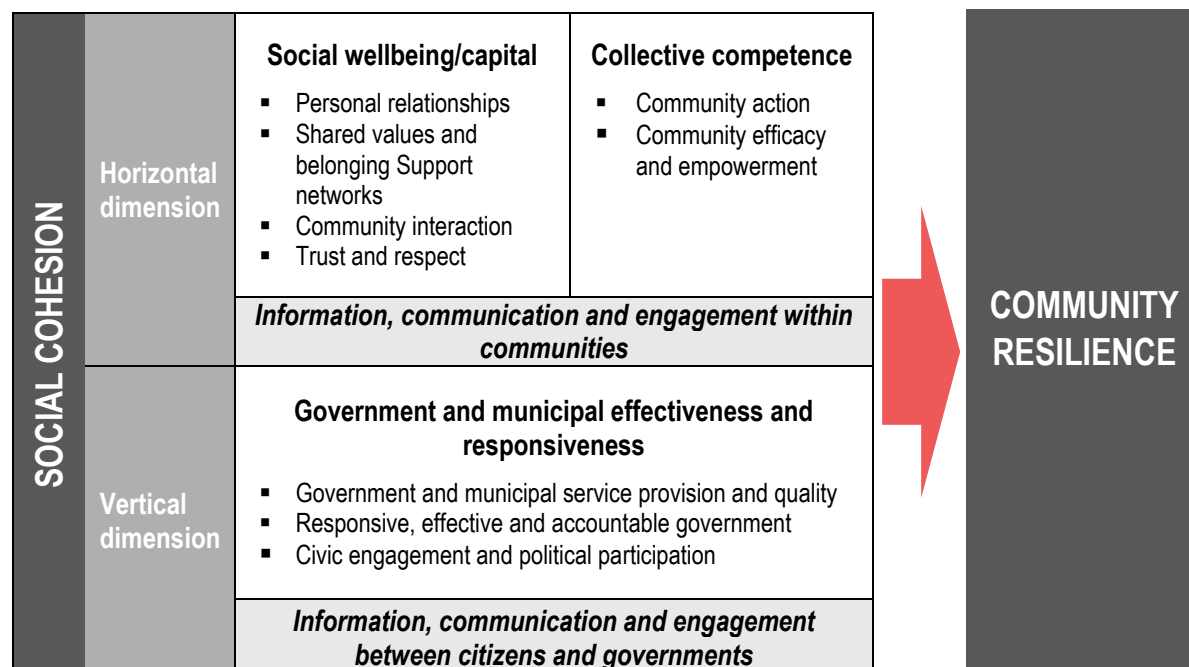 SOCIAL COHESION
Horizontal
dimension
Social wellbeing/capital
▪ Personal relationships
▪ Shared values and
belonging Support
networks
▪ Community interaction
▪ Trust and respect
Collective competence
▪ Community action
▪ Community efficacy
and empowerment
Information, communication and engagement within
communities
Vertical
dimension
Government and municipal effectiveness and
responsiveness
▪ Government and municipal service provision and quality
▪ Responsive, effective and accountable government
▪ Civic engagement and political participation
Information, communication and engagement
between citizens and governments
COMMUNITY
RESILIENCE